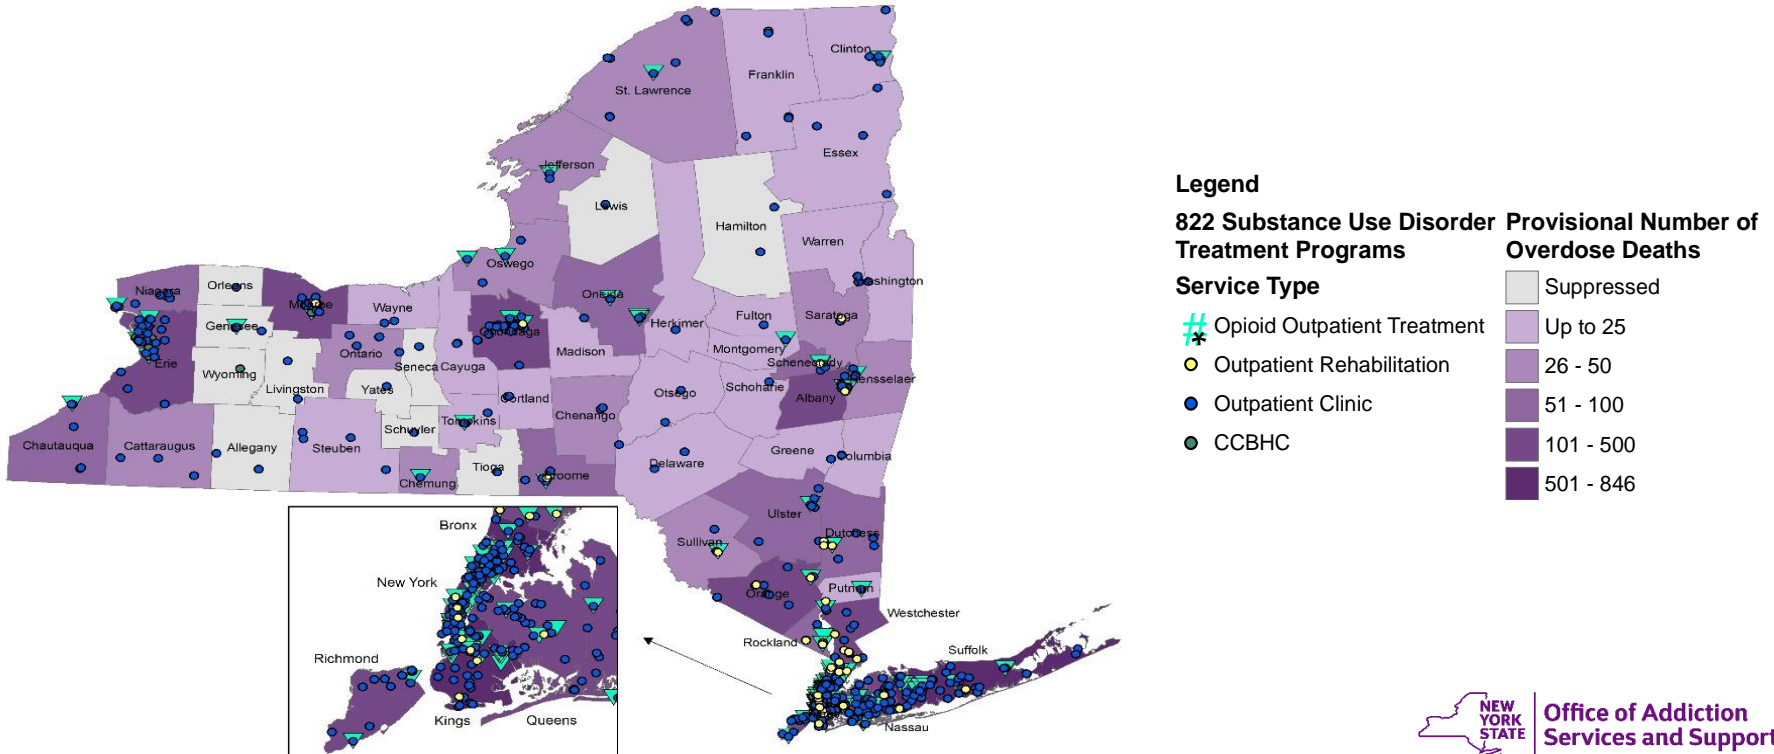 Clinton
Franklin
St. Lawrence
Essex
Jefferson
Lewis
Hamilton
Warren
Oswego
Washington
Niagara
Orleans
Monroe
Wayne
Oneida
Herkimer
Fulton
Saratoga
Genesee
Onondaga
Madison
Montgomery
Ontario
Seneca
Cayuga
Schenectady
Rensselaer
Erie
Wyoming
Livingston
Yates
Otsego
Schoharie
Albany
Cortland
Chenango
Schuyler
Tompkins
Chautauqua
Cattaraugus
Allegany
Steuben
Tioga
Chemung
Broome
Delaware
Greene
Columbia
Ulster
Sullivan
Dutchess
Orange
Putnam
Westchester
Rockland
Suffolk
Nassau
Bronx
New York
Richmond
Kings
Queens
Legend
822 Substance Use Disorder
Treatment Programs
Service Type
Opioid Outpatient Treatment
Outpatient Rehabilitation
Outpatient Clinic
CCBHC
Provisional Number of
Overdose Deaths
Suppressed
Up to 25
26 - 50
51 - 100
101 - 500
501 - 846
NEW
YORK
STATE
Office of Addiction
Services and Support